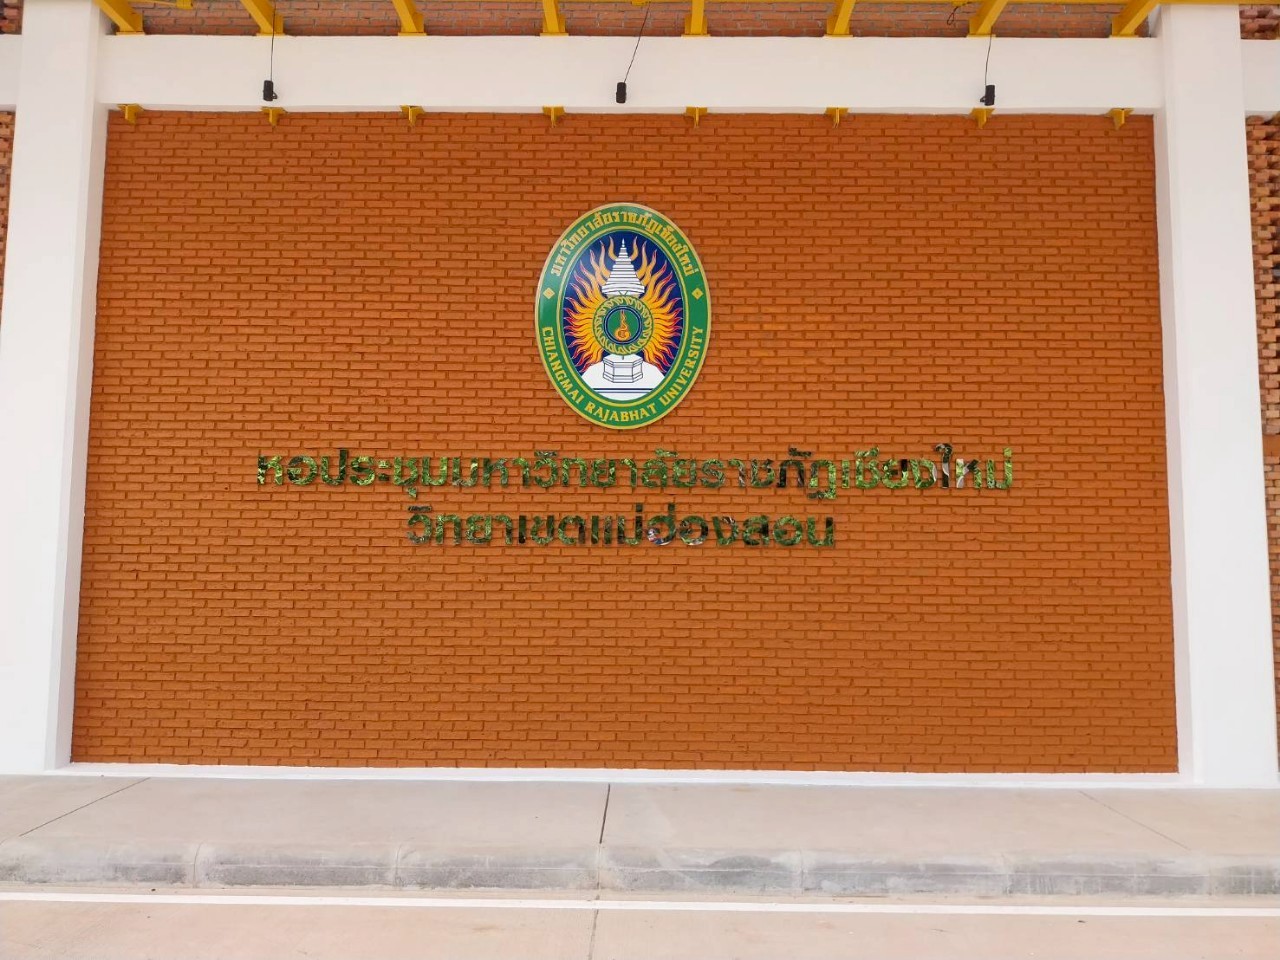 มหาวิทยาลัยราชภัฏเชียงใหม่
CHIANGMAI RAJABHAT UNIVERSITY
หอประชุมมหาวิทยาลัยราชภัฏเชียงใหม่
วิทยาเขตแม่ฮ่องสอน